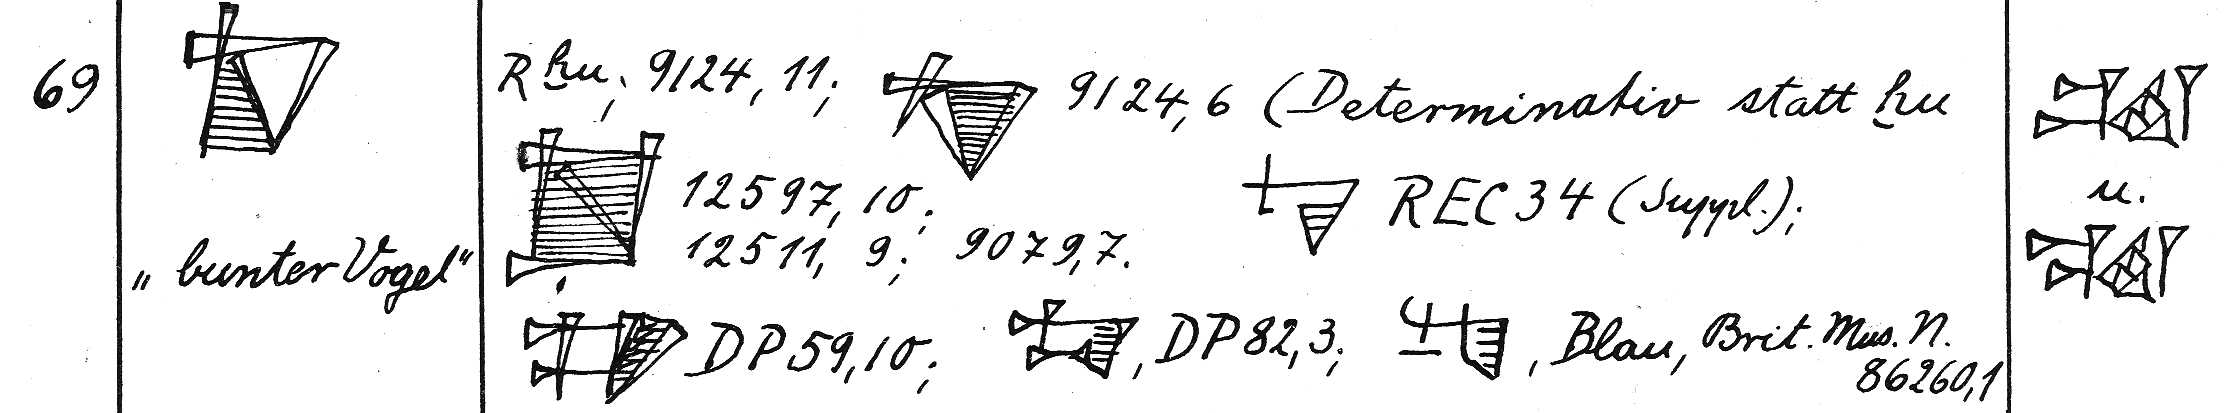 69
„bunter Vogel“
R ḫu, 9124, 11; 9124, 6 (Determinativ statt ḫu
12597, 10; REC 34 (Suppl.);
12511, 9; 9079, 7.
DP 59, 10; , DP 82, 3; , Blau, Brit. Mus. N.
86260, 1
u.